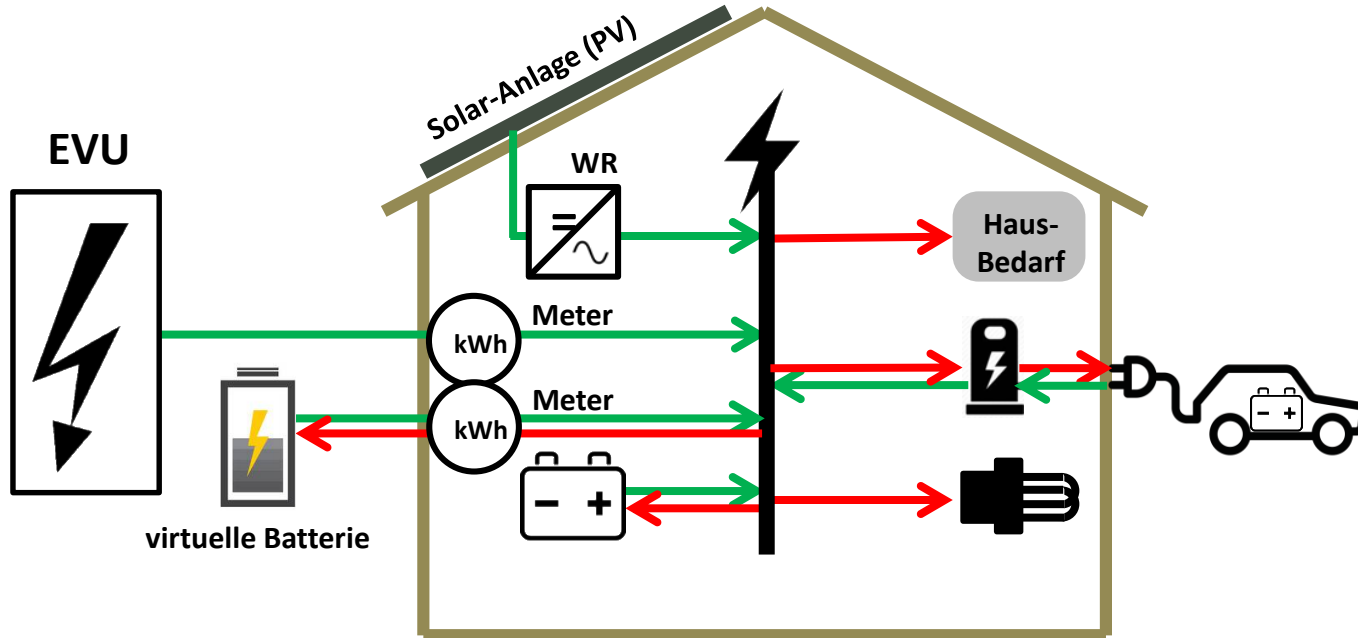 Solar-Anlage (PV)
EVU
WR
Haus-
Bedarf
Meter
kWh
Meter
kWh
virtuelle Batterie